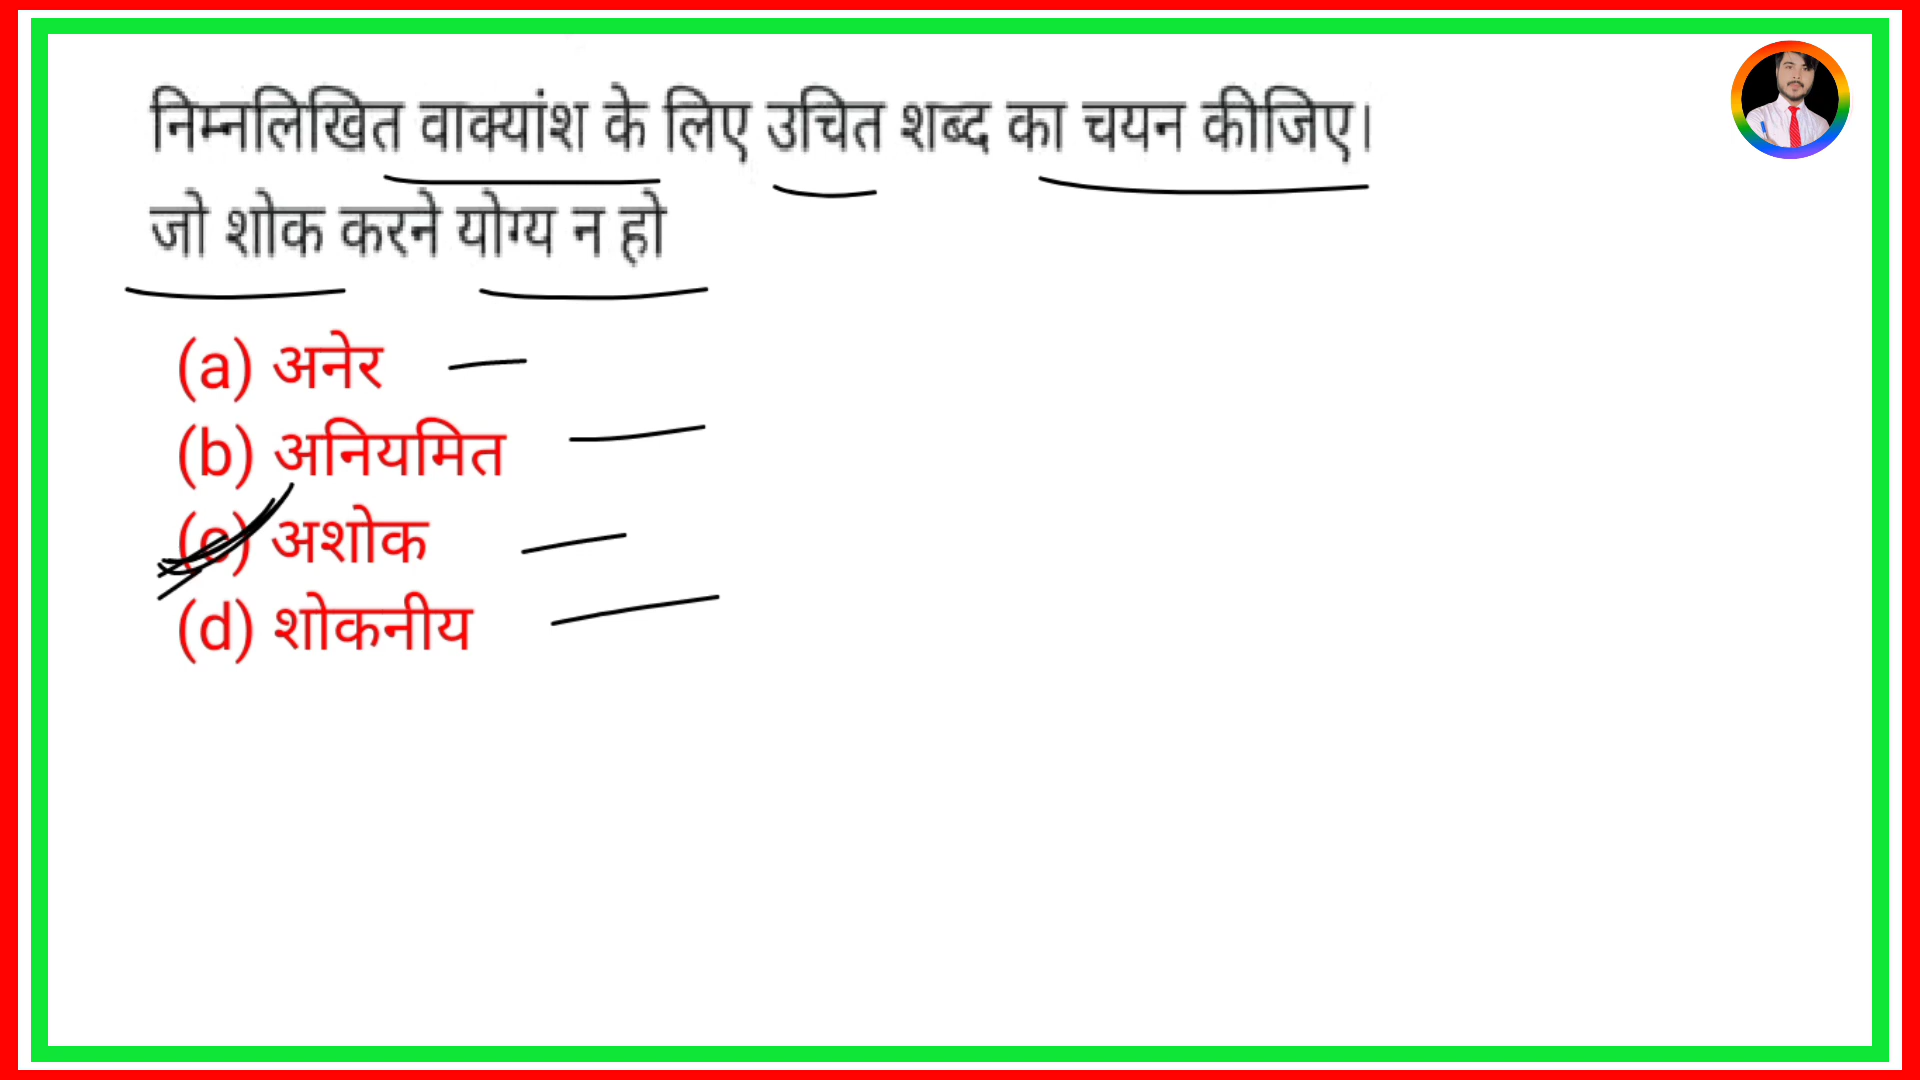 निम्नलिखित वाक्यांश के लिए उचित शब्द का चयन कीजिए।
जो शोक करने योग्य न हो
(a) अनेर
(b) अनियमित
(c) अशोक
(d) शोकनीय